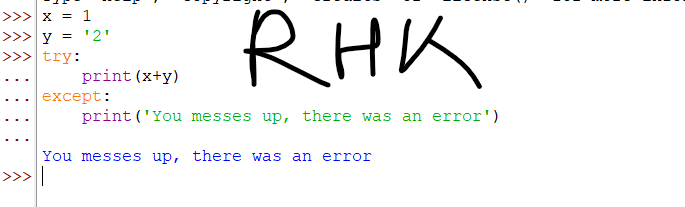 >>> x = 1
>>> y = '2'
>>> try:
...     print(x+y)
... except:
...     print('You messes up, there was an error')
...
You messes up, there was an error
>>>
RHK